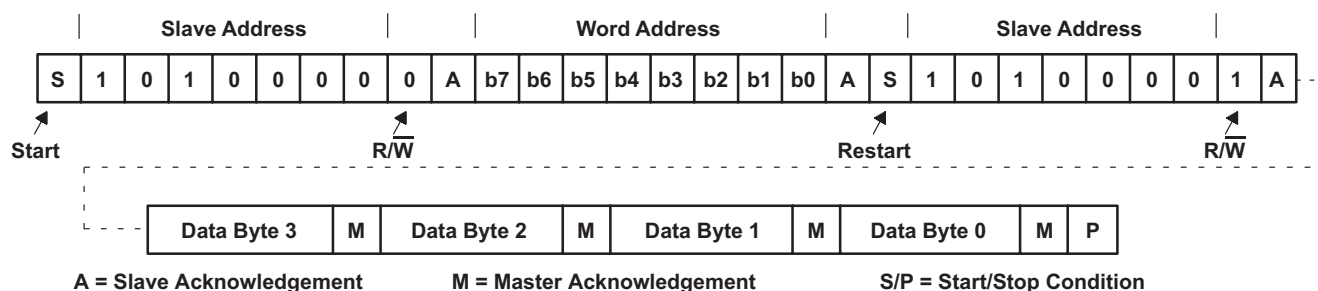 Slave Address Word Address Slave Address
S 1 0 1 0 0 0 0 0 A b7 b6 b5 b4 b3 b2 b1 b0 A S 1 0 1 0 0 0 0 1 A
Start R/W̅ Restart R/W̅
Data Byte 3 M Data Byte 2 M Data Byte 1 M Data Byte 0 M P
A = Slave Acknowledgement M = Master Acknowledgement S/P = Start/Stop Condition